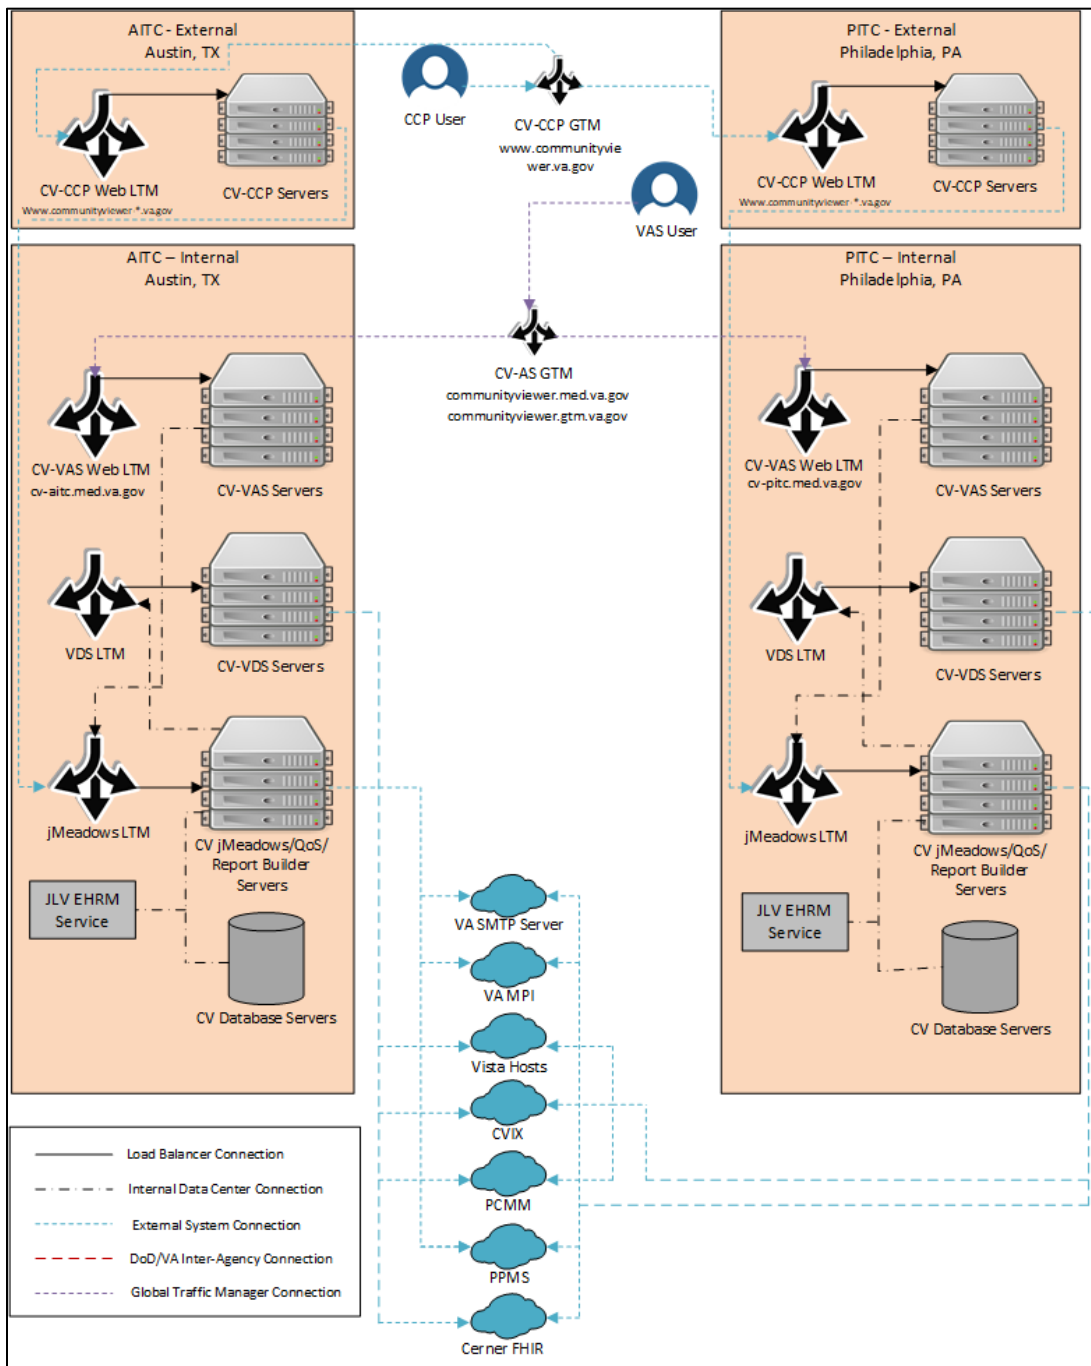 AITC - External
Austin, TX
CV-CCP Web LTM
Www.communityviewer-*.va.gov
CV-CCP Servers
CCP User
CV-CCP GTM
www.communityvie
wer.va.gov
VAS User
PITC - External
Philadelphia, PA
CV-CCP Web LTM
Www.communityviewer-*.va.gov
CV-CCP Servers
AITC – Internal
Austin, TX
CV-VAS Web LTM
cv-aitc.med.va.gov
CV-VAS Servers
VDS LTM
CV-VDS Servers
jMeadows LTM
CV jMeadows/QoS/
Report Builder
Servers
JLV EHRM
Service
CV Database Servers
CV-AS GTM
communityviewer.med.va.gov
communityviewer.gtm.va.gov
PITC – Internal
Philadelphia, PA
CV-VAS Web LTM
cv-pitc.med.va.gov
CV-VAS Servers
VDS LTM
CV-VDS Servers
jMeadows LTM
CV jMeadows/QoS/
Report Builder
Servers
JLV EHRM
Service
CV Database Servers
VA SMTP Server
VA MPI
Vista Hosts
CVIX
PCMM
PPMS
Cerner FHIR
Load Balancer Connection
Internal Data Center Connection
External System Connection
DoD/VA Inter-Agency Connection
Global Traffic Manager Connection